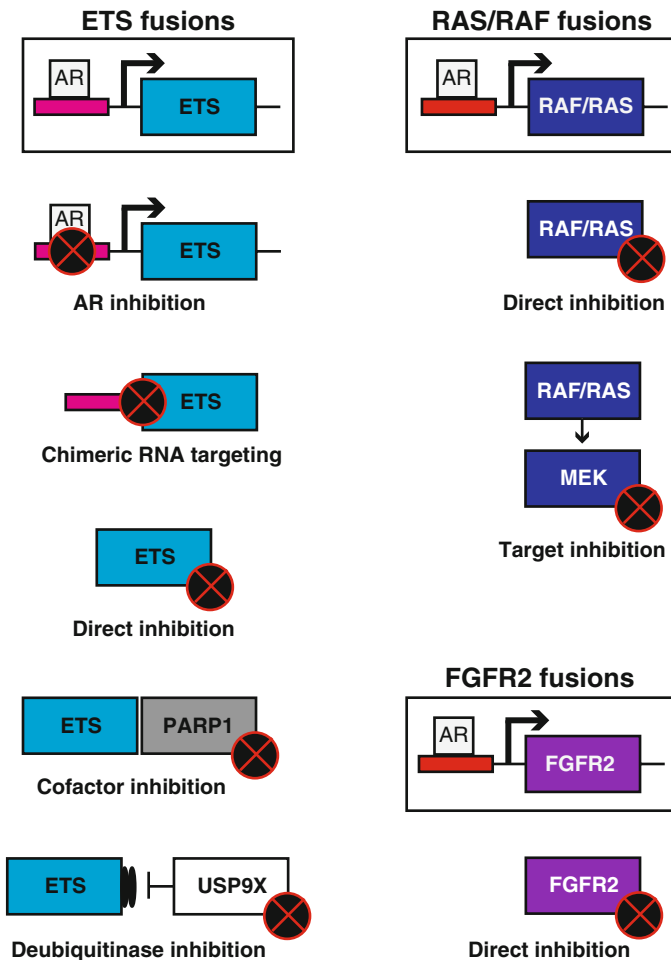 ETS fusions
AR
ETS
AR
ETS
AR inhibition
ETS
Chimeric RNA targeting
ETS
Direct inhibition
ETS PARP1
Cofactor inhibition
ETS USP9X
Deubiquitinase inhibition
RAS/RAF fusions
AR
RAF/RAS
RAF/RAS
Direct inhibition
RAF/RAS
MEK
Target inhibition
FGFR2 fusions
AR
FGFR2
FGFR2
Direct inhibition